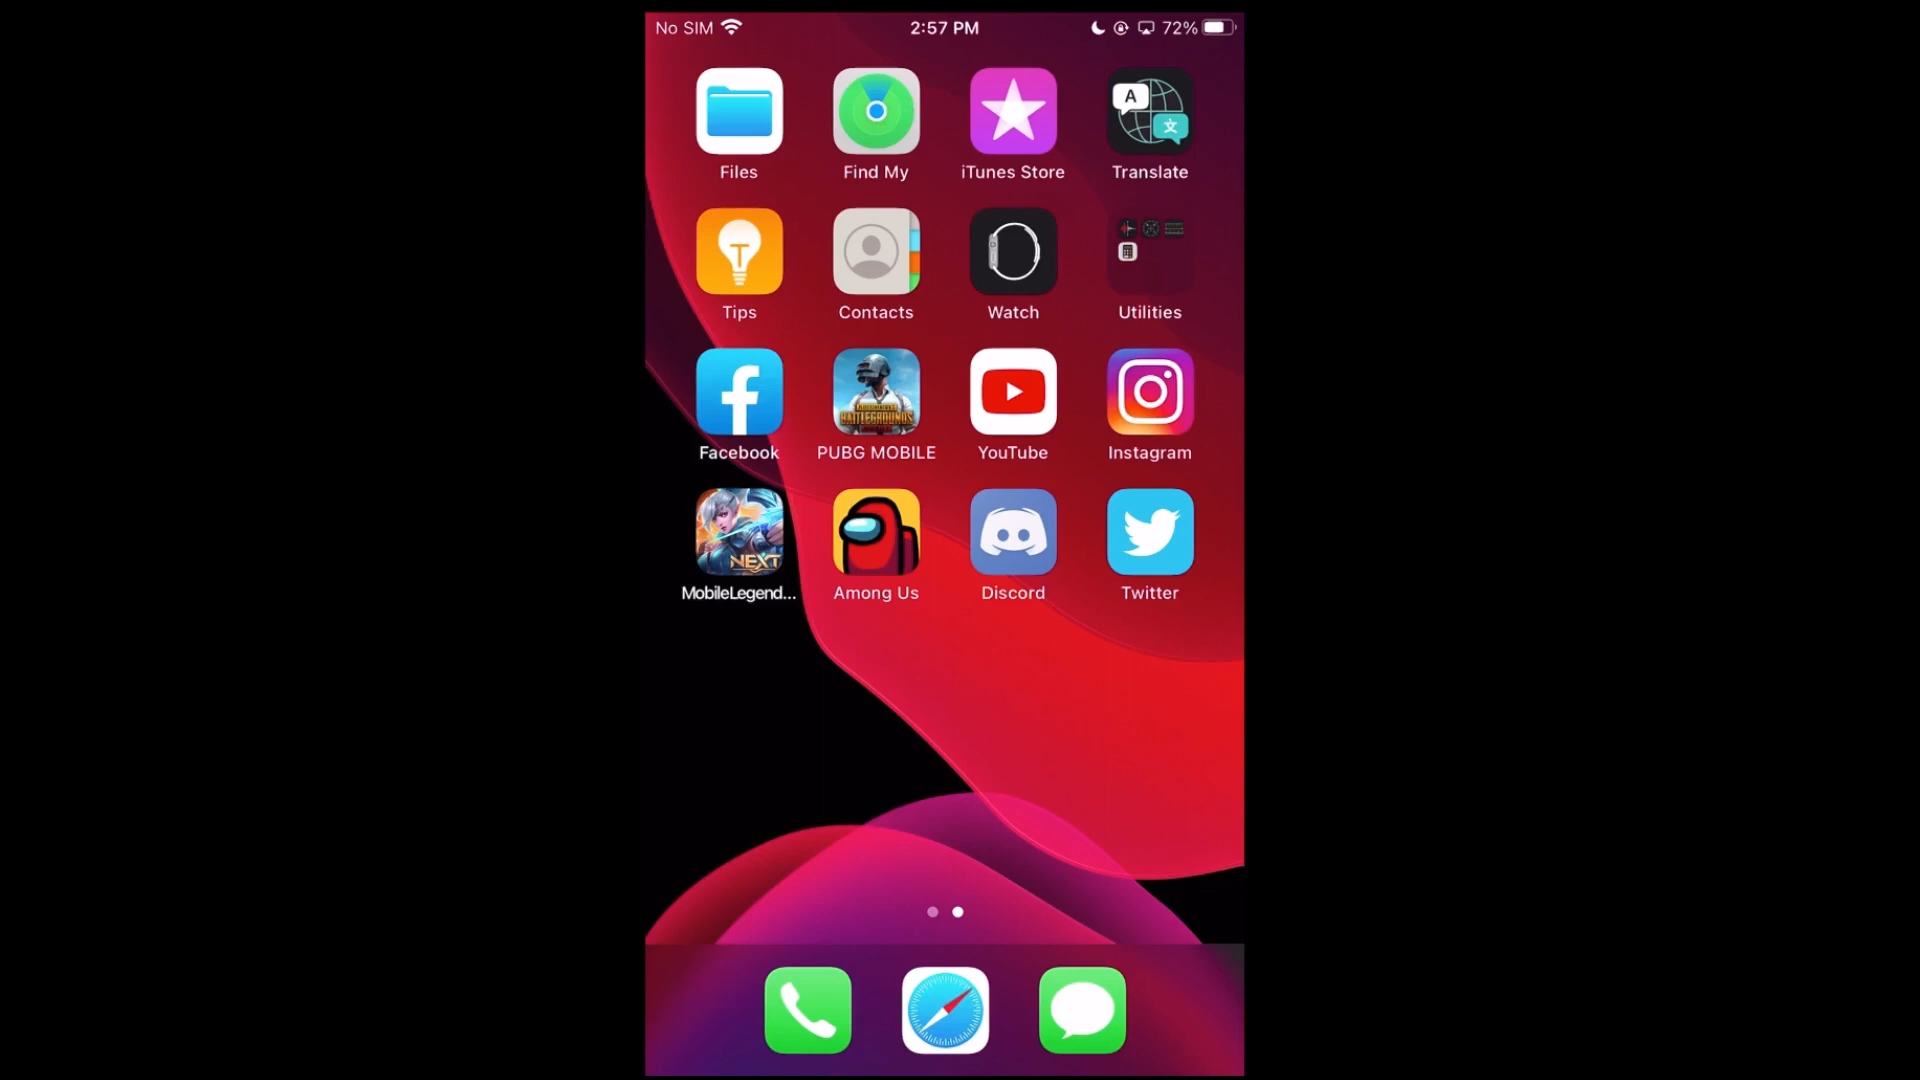 No SIM 2:57 PM 72%
Files Find My iTunes Store Translate
Tips Contacts Watch Utilities
BATTLEGROUNDS
Facebook PUBG MOBILE YouTube Instagram
NEXT
MobileLegend... Among Us Discord Twitter